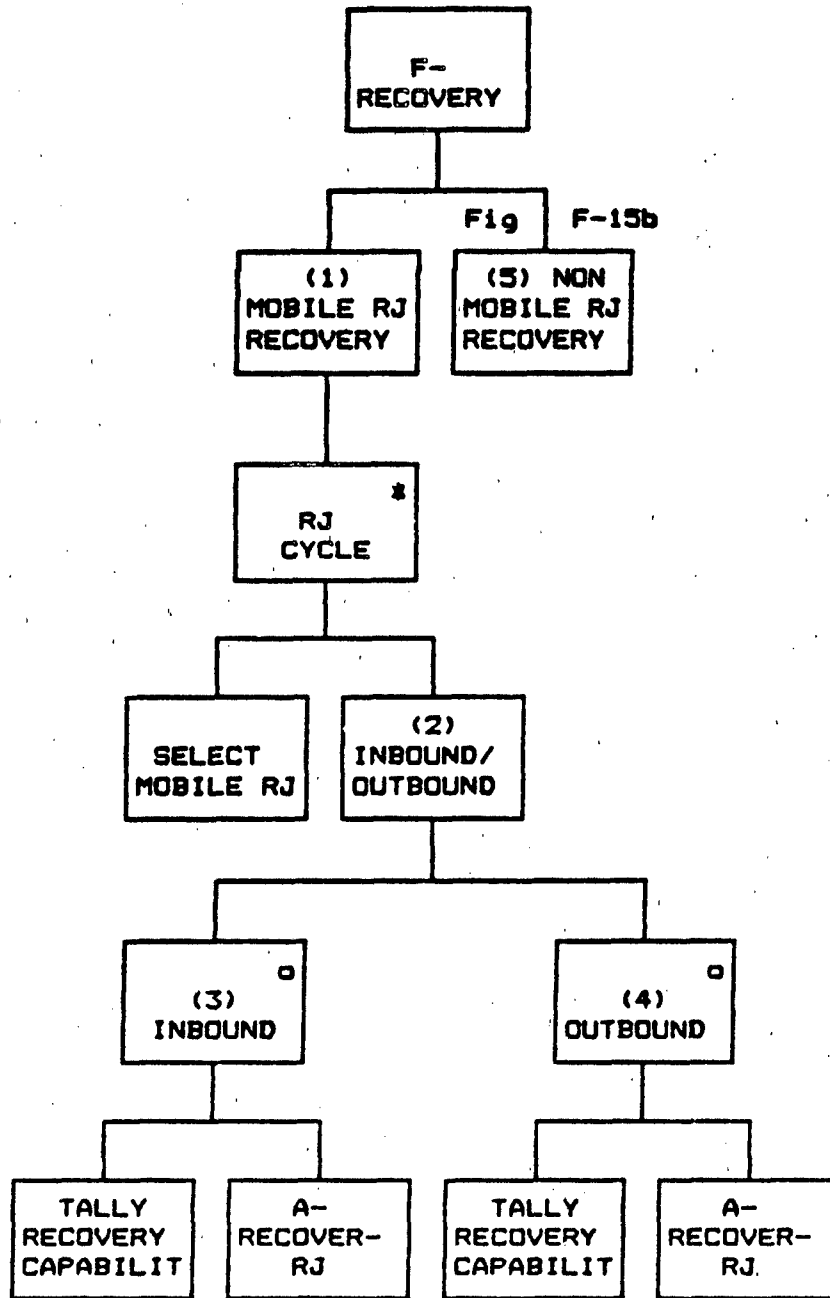 F-
RECOVERY
Fig F-15b
(1)
MOBILE RJ
RECOVERY
(5) NON
MOBILE RJ
RECOVERY
*
RJ
CYCLE
SELECT
MOBILE RJ
(2)
INBOUND/
OUTBOUND
o
(3)
INBOUND
o
(4)
OUTBOUND
TALLY
RECOVERY
CAPABILIT
A-
RECOVER-
RJ
TALLY
RECOVERY
CAPABILIT
A-
RECOVER-
RJ